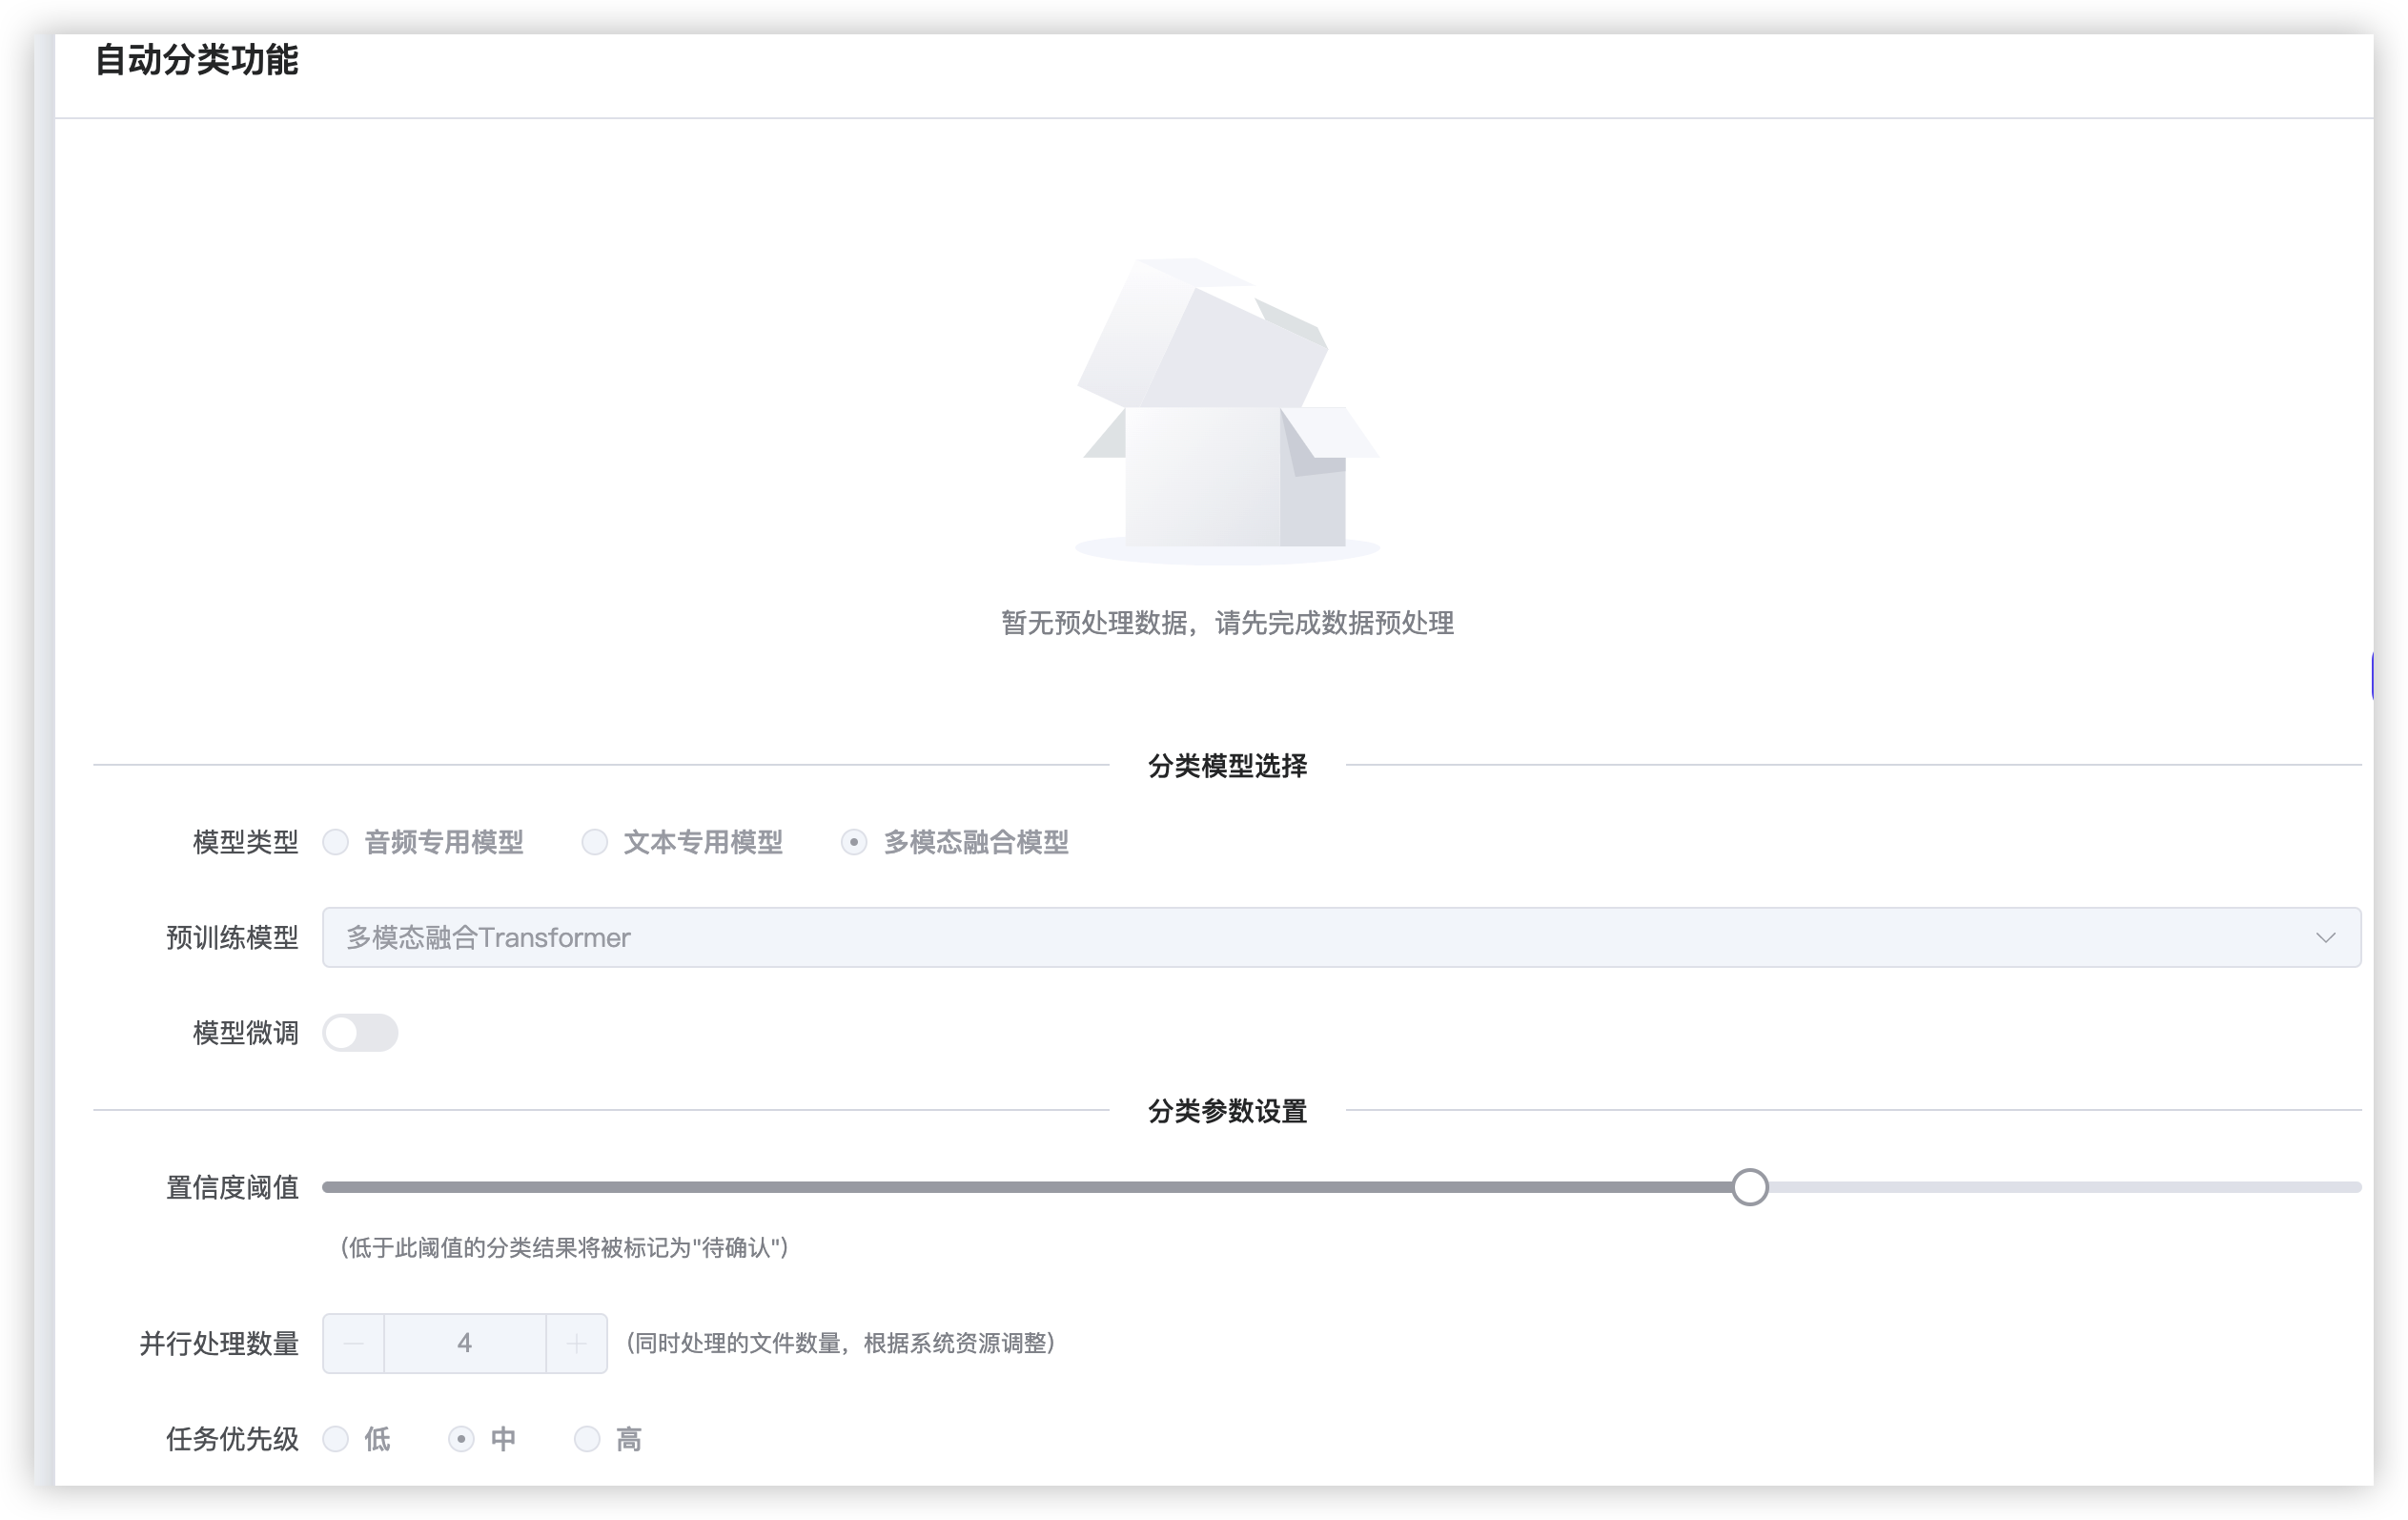 自动分类功能
暂无预处理数据，请先完成数据预处理
分类模型选择
模型类型 音频专用模型 文本专用模型 多模态融合模型
预训练模型 多模态融合Transformer
模型微调
分类参数设置
置信度阈值
(低于此阈值的分类结果将被标记为"待确认")
并行处理数量 4 (同时处理的文件数量，根据系统资源调整)
任务优先级 低 中 高